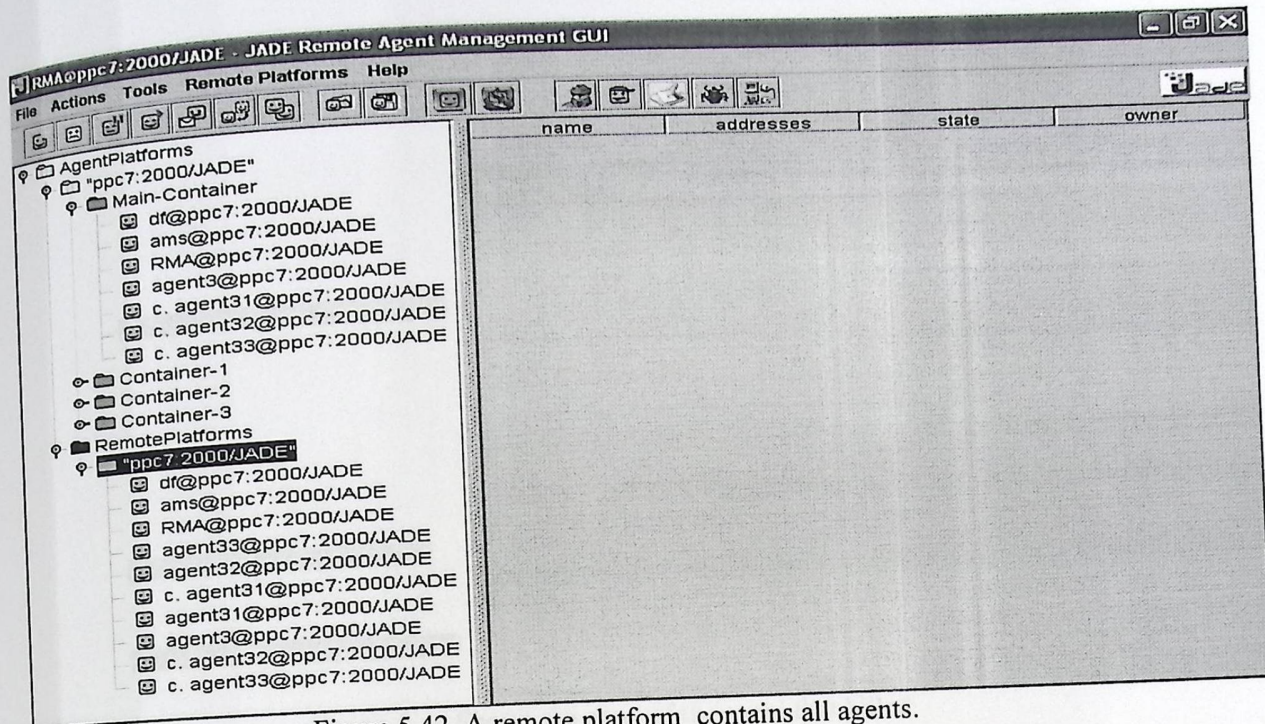 RMA@ppc7:2000/JADE - JADE Remote Agent Management GUI
File Actions Tools Remote Platforms Help
Jade
name addresses state owner
AgentPlatforms
"ppc7:2000/JADE"
Main-Container
df@ppc7:2000/JADE
ams@ppc7:2000/JADE
RMA@ppc7:2000/JADE
agent3@ppc7:2000/JADE
c. agent31@ppc7:2000/JADE
c. agent32@ppc7:2000/JADE
c. agent33@ppc7:2000/JADE
Container-1
Container-2
Container-3
RemotePlatforms
"ppc7:2000/JADE"
df@ppc7:2000/JADE
ams@ppc7:2000/JADE
RMA@ppc7:2000/JADE
agent33@ppc7:2000/JADE
agent32@ppc7:2000/JADE
c. agent31@ppc7:2000/JADE
agent31@ppc7:2000/JADE
agent3@ppc7:2000/JADE
c. agent32@ppc7:2000/JADE
c. agent33@ppc7:2000/JADE
Figure 5.42 A remote platform contains all agents.